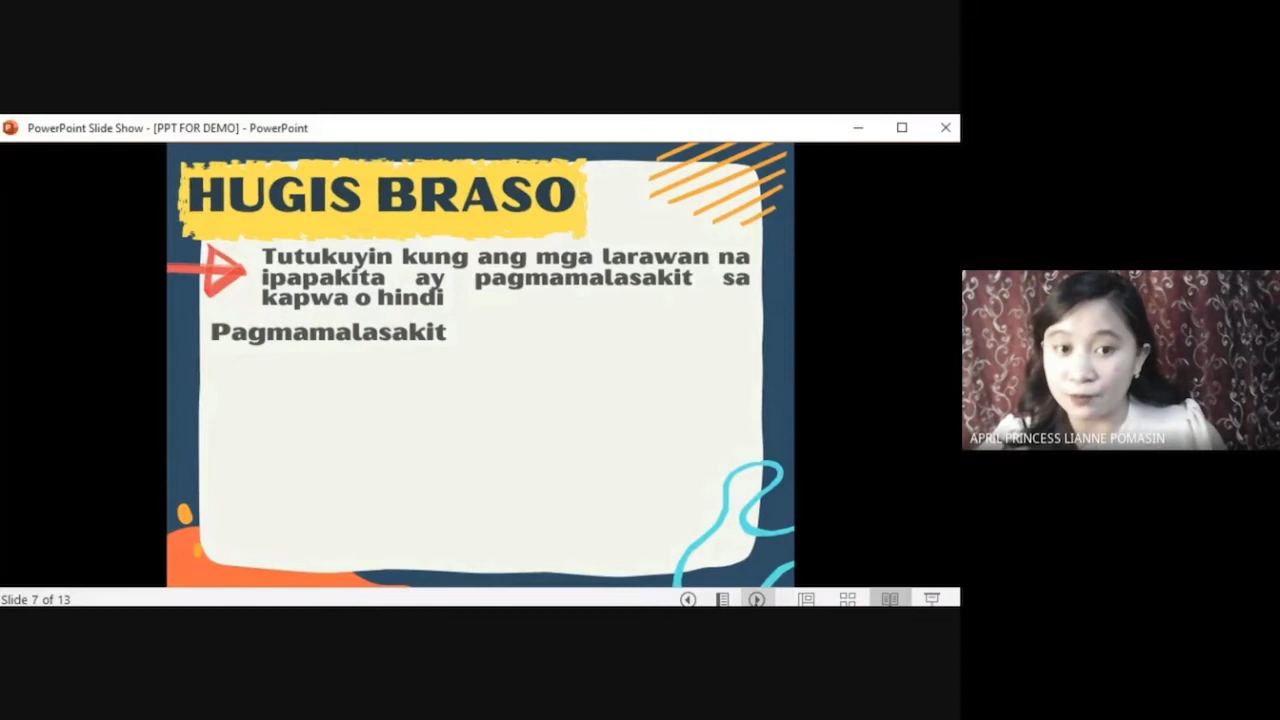 PowerPoint Slide Show - [PPT FOR DEMO] - PowerPoint
HUGIS BRASO
Tutukuyin kung ang mga larawan na
ipapakita ay pagmamalasakit sa
kapwa o hindi
Pagmamalasakit
APRIL PRINCESS LIANNE POMASIN
Slide 7 of 13